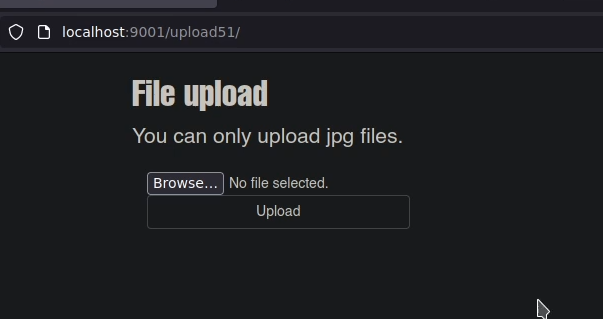 localhost:9001/upload51/
File upload
You can only upload jpg files.
Browse... No file selected.
Upload